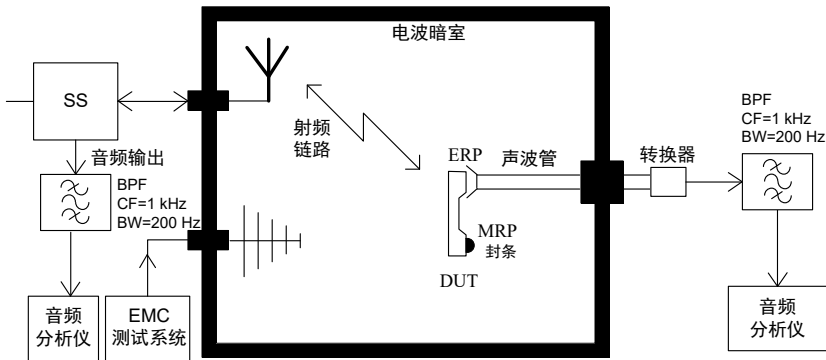 电波暗室
SS
音频输出
BPF
CF=1 kHz
BW=200 Hz
音频
分析仪
EMC
测试系统
射频
链路
ERP
声波管
MRP
封条
DUT
转换器
BPF
CF=1 kHz
BW=200 Hz
音频
分析仪